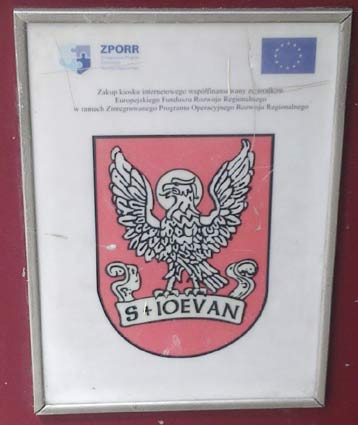 ZPORR
Zakup kiosku internetowego współfinansowany ze środków
Europejskiego Funduszu Rozwoju Regionalnego
w ramach Zintegrowanego Programu Operacyjnego Rozwoju Regionalnego
S + IOEVAN